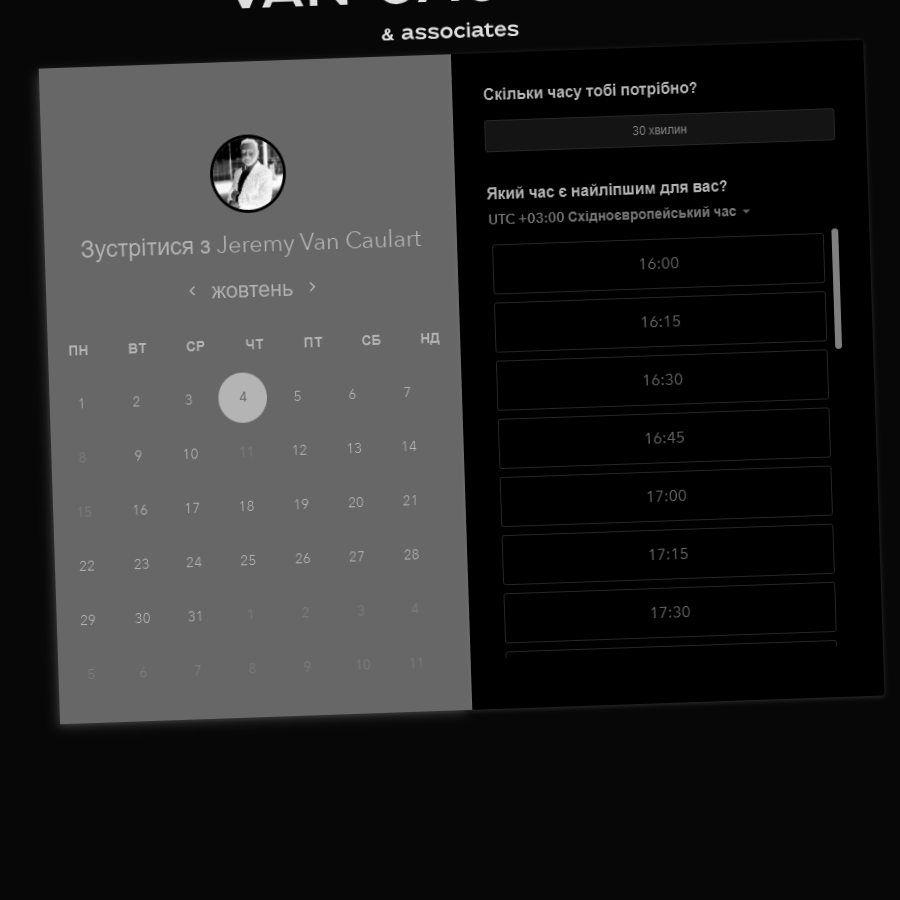 & associates
Зустрітися з Jeremy Van Caulart
жовтень
ПН ВТ СР ЧТ ПТ СБ НД
1 2 3 4 5 6 7
8 9 10 11 12 13 14
15 16 17 18 19 20 21
22 23 24 25 26 27 28
29 30 31 1 2 3 4
5 6 7 8 9 10 11
Скільки часу тобі потрібно?
30 хвилин
Який час є найліпшим для вас?
UTC +03:00 Східноєвропейський час
16:00
16:15
16:30
16:45
17:00
17:15
17:30